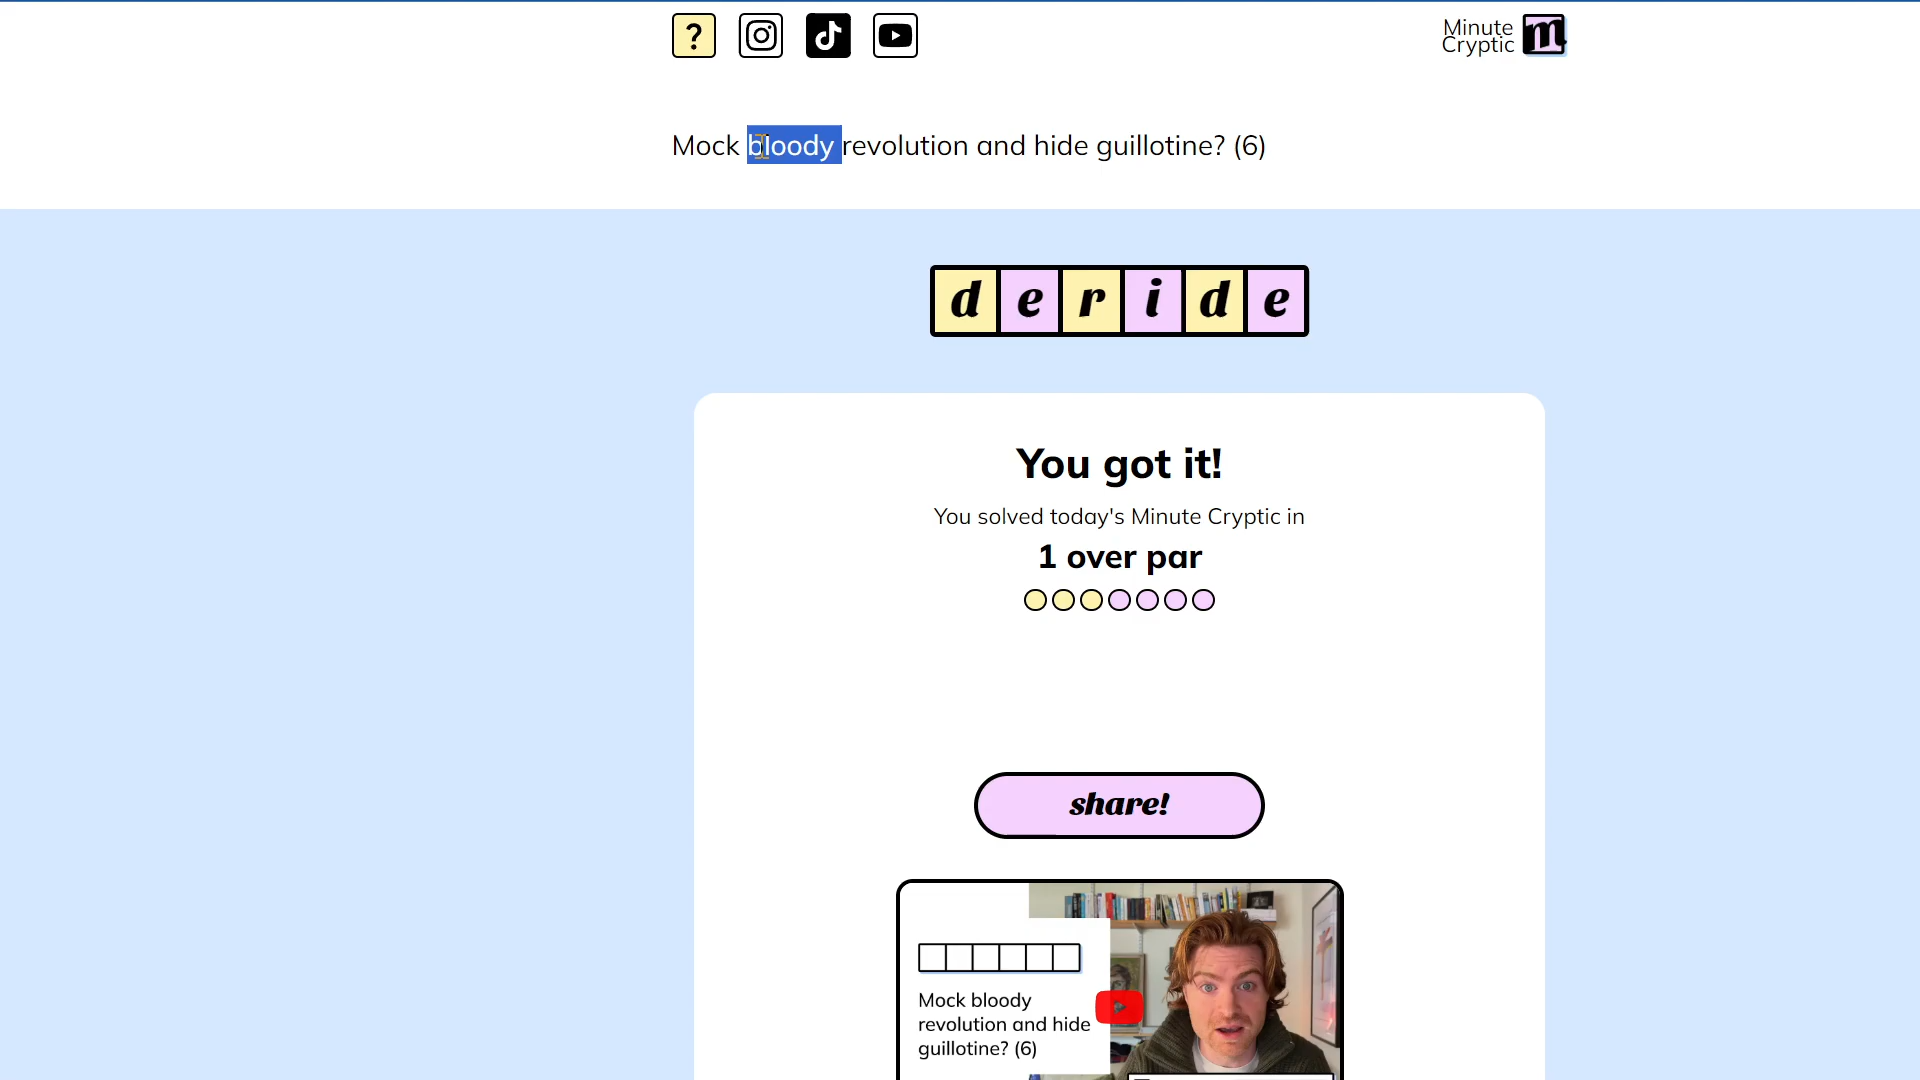 ?
Minute
Cryptic
m
Mock bloody revolution and hide guillotine? (6)
deride
You got it!
You solved today's Minute Cryptic in
1 over par
share!
Mock bloody
revolution and hide
guillotine? (6)